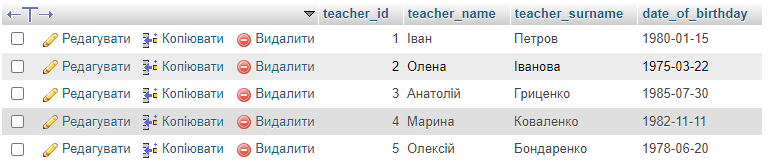 teacher_id teacher_name teacher_surname date_of_birthday
Редагувати Копіювати Видалити 1 Іван Петров 1980-01-15
Редагувати Копіювати Видалити 2 Олена Іванова 1975-03-22
Редагувати Копіювати Видалити 3 Анатолій Гриценко 1985-07-30
Редагувати Копіювати Видалити 4 Марина Коваленко 1982-11-11
Редагувати Копіювати Видалити 5 Олексій Бондаренко 1978-06-20